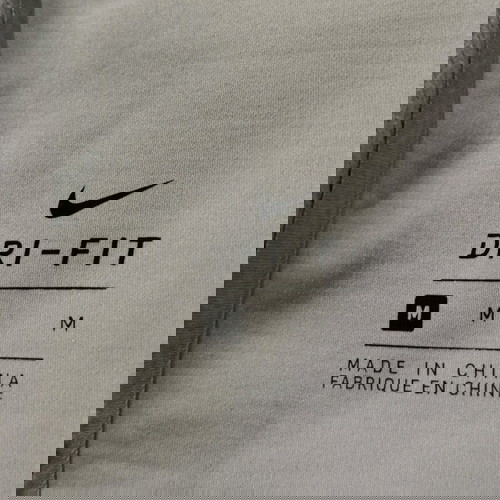 DRI-FIT
M M M
MADE IN CHINA
FABRIQUE EN CHINE